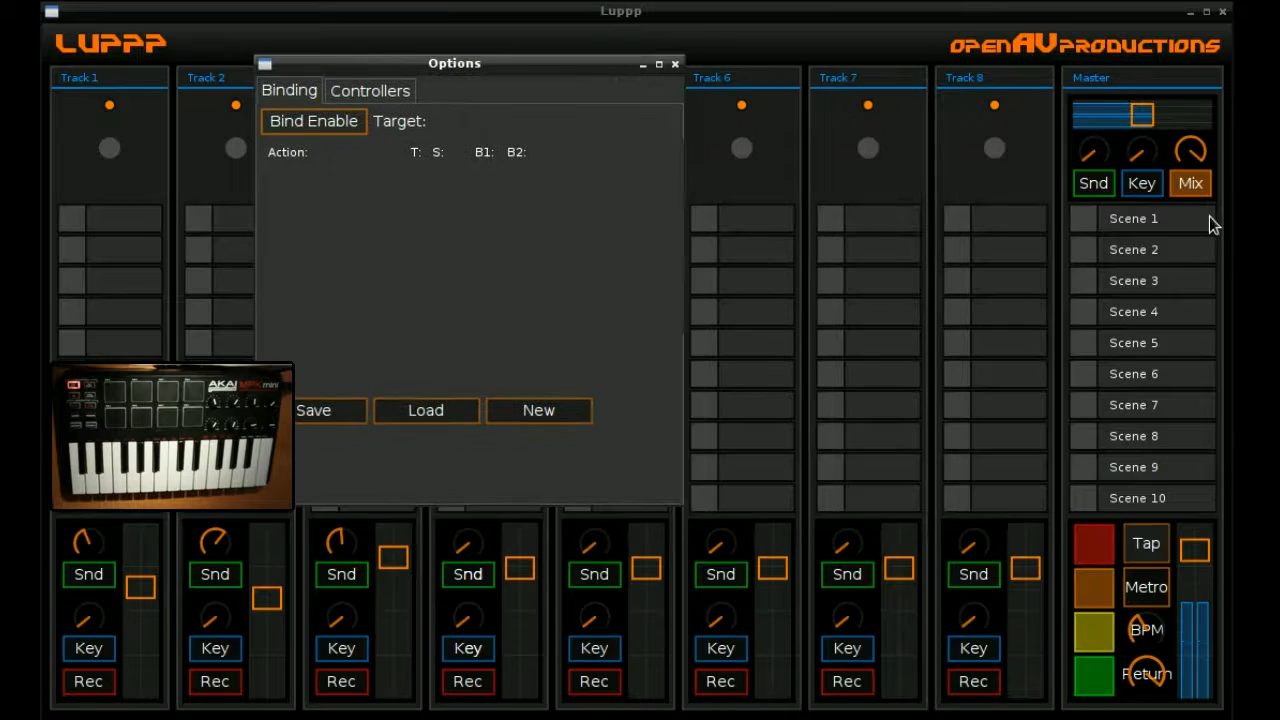 Luppp
LUPPP
openAVproductions
Options
Track 1
Track 2
Track 6
Track 7
Track 8
Master
Binding
Controllers
Bind Enable
Target:
Action:
T:
S:
B1:
B2:
Snd
Key
Mix
Scene 1
Scene 2
Scene 3
Scene 4
Scene 5
Scene 6
Scene 7
Scene 8
Scene 9
Scene 10
Save
Load
New
AKAI
MPK mini
Snd
Snd
Snd
Snd
Snd
Snd
Snd
Snd
Tap
Metro
BPM
Return
Key
Key
Key
Key
Key
Key
Key
Key
Rec
Rec
Rec
Rec
Rec
Rec
Rec
Rec